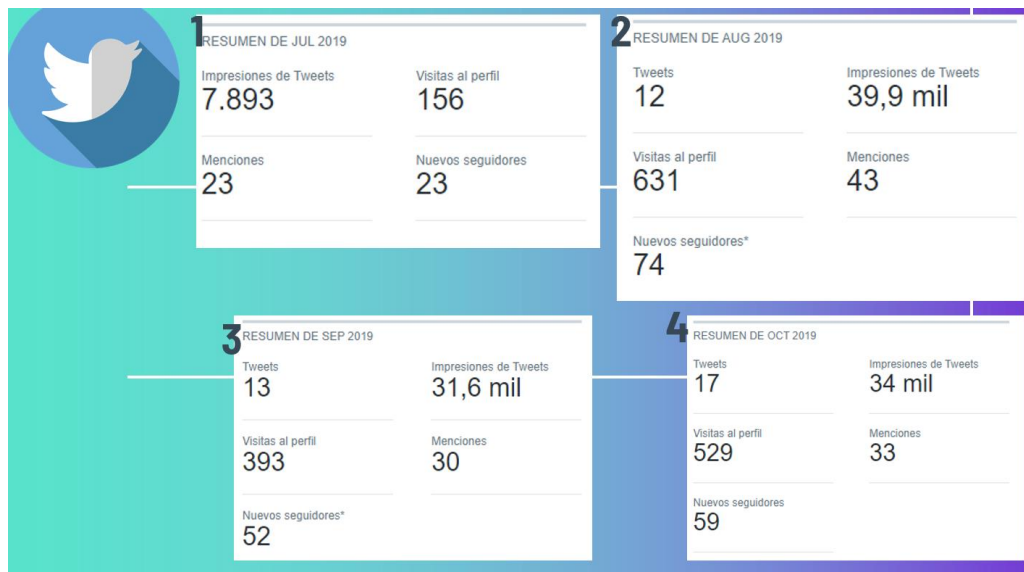 1
RESUMEN DE JUL 2019
Impresiones de Tweets Visitas al perfil
7.893 156
Menciones Nuevos seguidores
23 23
2
RESUMEN DE AUG 2019
Tweets Impresiones de Tweets
12 39,9 mil
Visitas al perfil Menciones
631 43
Nuevos seguidores*
74
3
RESUMEN DE SEP 2019
Tweets Impresiones de Tweets
13 31,6 mil
Visitas al perfil Menciones
393 30
Nuevos seguidores*
52
4
RESUMEN DE OCT 2019
Tweets Impresiones de Tweets
17 34 mil
Visitas al perfil Menciones
529 33
Nuevos seguidores
59